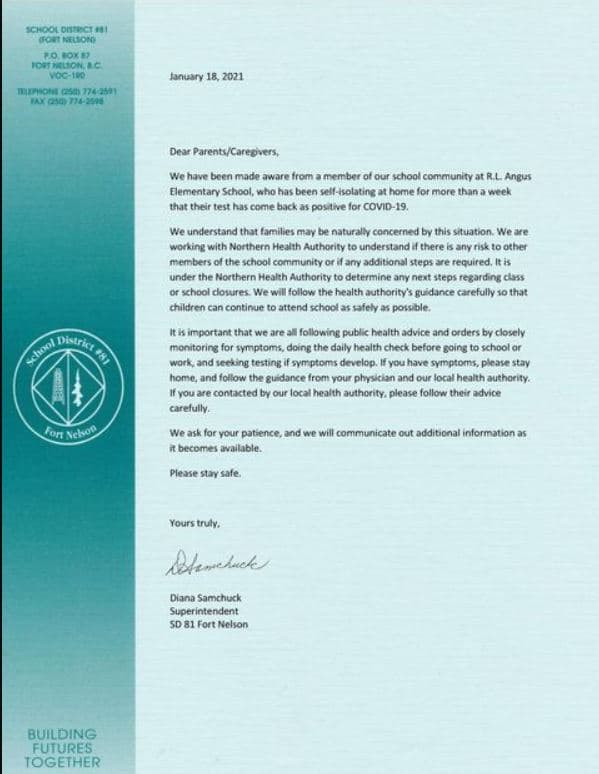 SCHOOL DISTRICT #81
(FORT NELSON)
P.O. BOX 87
FORT NELSON, B.C.
VOC-1R0
TELEPHONE (250) 774-2591
FAX (250) 774-2598
January 18, 2021
Dear Parents/Caregivers,
We have been made aware from a member of our school community at R.L. Angus
Elementary School, who has been self-isolating at home for more than a week
that their test has come back as positive for COVID-19.
We understand that families may be naturally concerned by this situation. We are
working with Northern Health Authority to understand if there is any risk to other
members of the school community or if any additional steps are required. It is
under the Northern Health Authority to determine any next steps regarding class
or school closures. We will follow the health authority's guidance carefully so that
children can continue to attend school as safely as possible.
It is important that we are all following public health advice and orders by closely
monitoring for symptoms, doing the daily health check before going to school or
work, and seeking testing if symptoms develop. If you have symptoms, please stay
home, and follow the guidance from your physician and our local health authority.
If you are contacted by our local health authority, please follow their advice
carefully.
We ask for your patience, and we will communicate out additional information as
it becomes available.
Please stay safe.
Yours truly,
DSamchuck
Diana Samchuck
Superintendent
SD 81 Fort Nelson
School District #81
Fort Nelson
BUILDING
FUTURES
TOGETHER